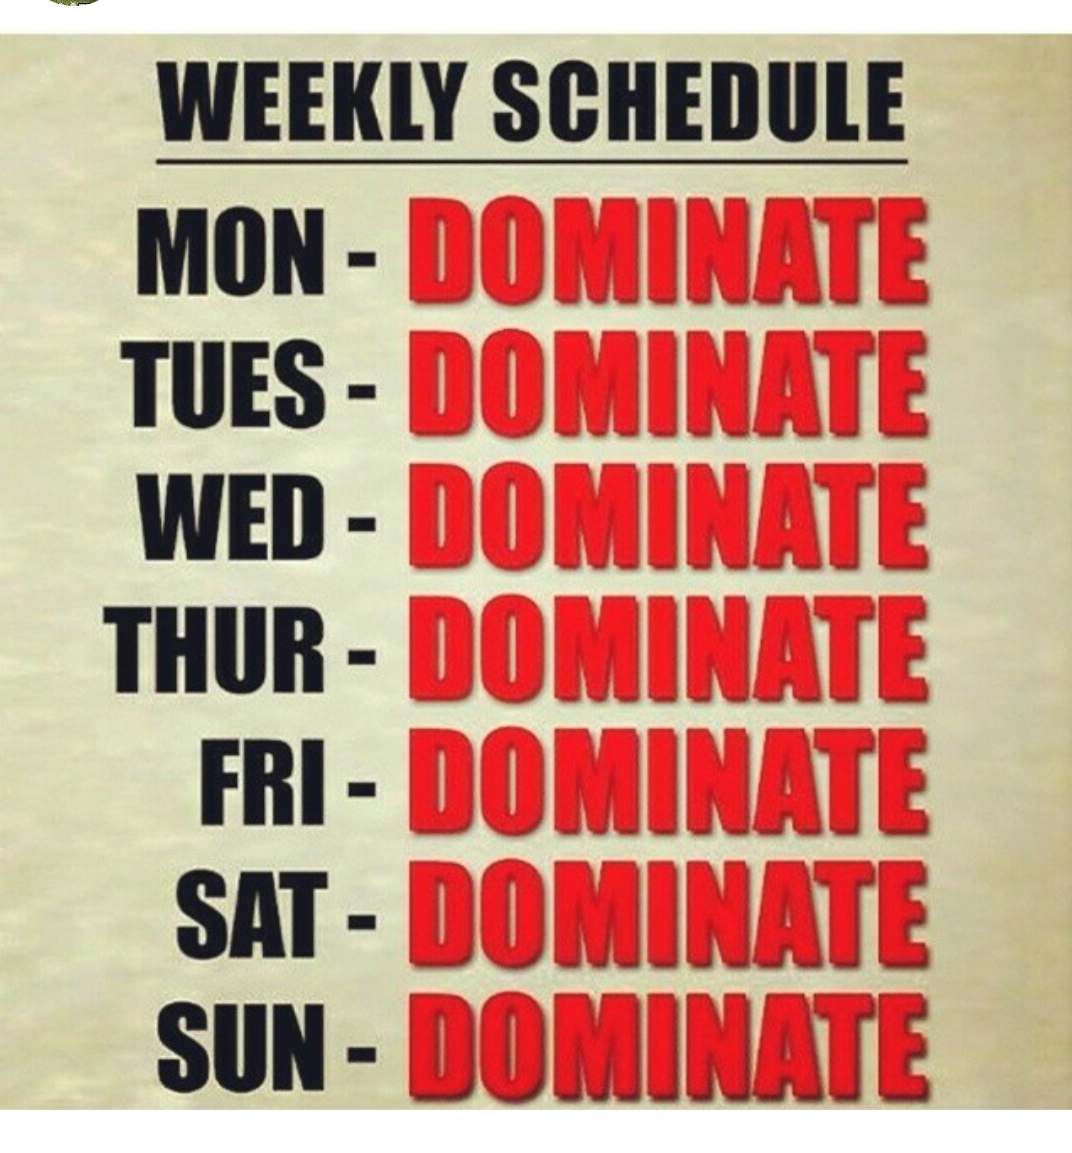 WEEKLY SCHEDULE
MON - DOMINATE
TUES - DOMINATE
WED - DOMINATE
THUR - DOMINATE
FRI - DOMINATE
SAT - DOMINATE
SUN - DOMINATE